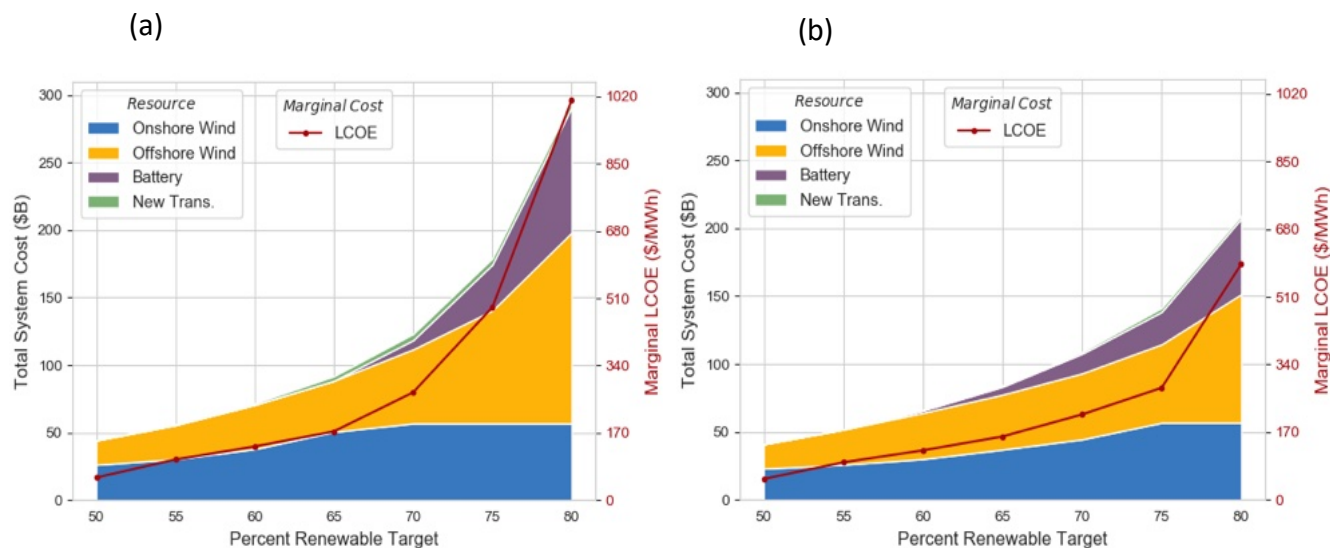 (a)
(b)
Resource
Onshore Wind
Offshore Wind
Battery
New Trans.
Marginal Cost
LCOE
300
250
200
150
100
50
0
Total System Cost ($B)
1020
850
680
510
340
170
0
Marginal LCOE ($/MWh)
50 55 60 65 70 75 80
Percent Renewable Target
Resource
Onshore Wind
Offshore Wind
Battery
New Trans.
Marginal Cost
LCOE
300
250
200
150
100
50
0
Total System Cost ($B)
1020
850
680
510
340
170
0
Marginal LCOE ($/MWh)
50 55 60 65 70 75 80
Percent Renewable Target